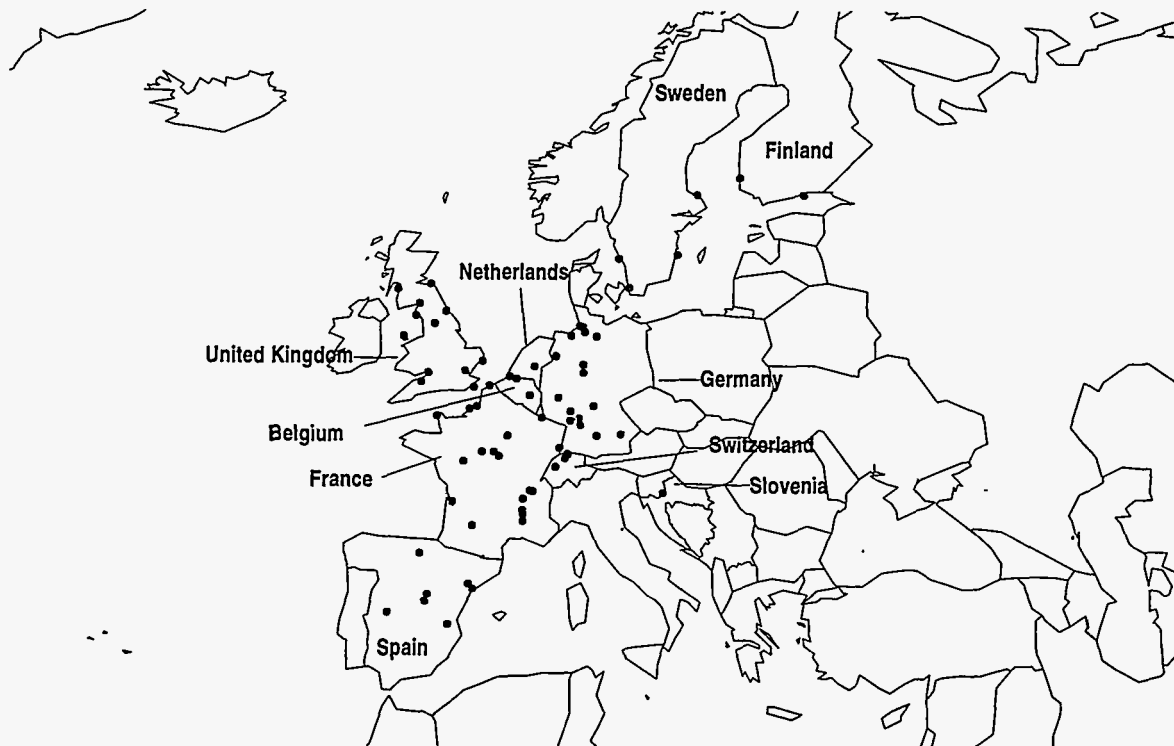 Sweden
Finland
Netherlands
United Kingdom
Germany
Belgium
Switzerland
France
Slovenia
Spain